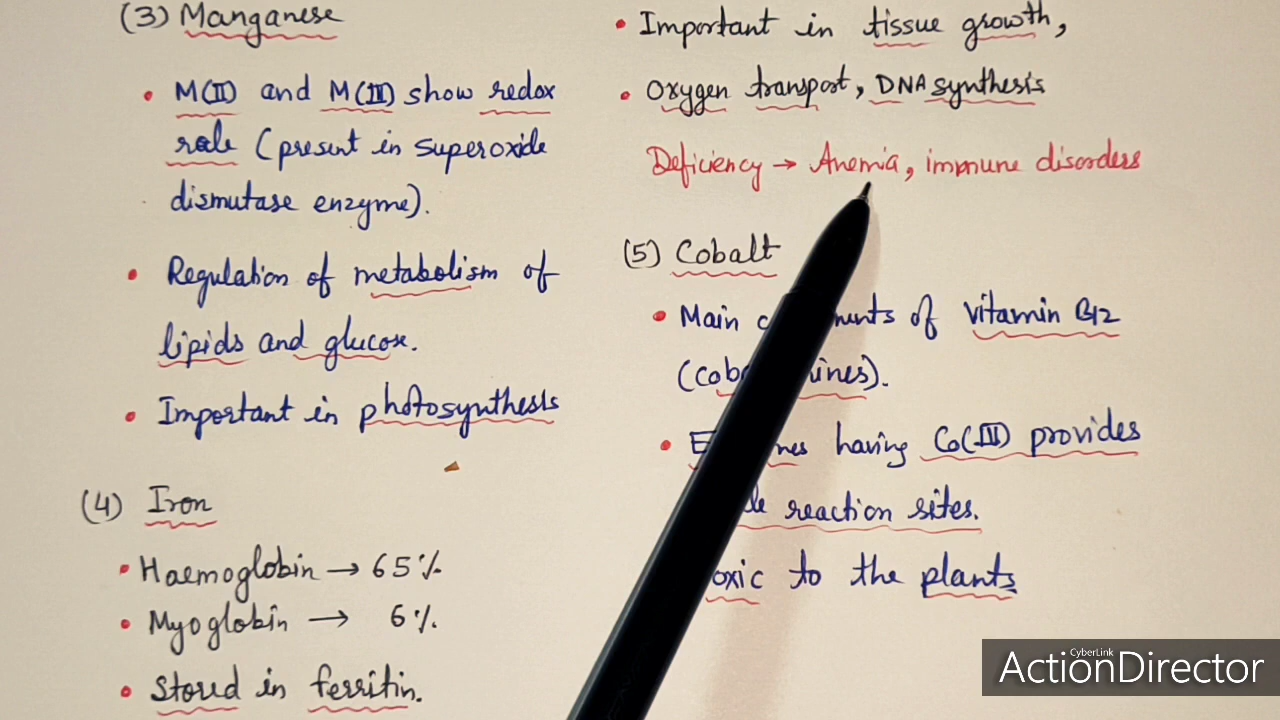 (3) Manganese
• M(II) and M(III) show redox
role (present in superoxide
dismutase enzyme).
• Regulation of metabolism of
lipids and glucose.
• Important in photosynthesis
(4) Iron
• Haemoglobin → 65%
• Myoglobin → 6%
• Stored in ferritin.
• Important in tissue growth,
• Oxygen transport, DNA synthesis
Deficiency → Anemia, immune disorders
(5) Cobalt
• Main of vitamin B12
• having Co(III) provides
reaction sites.
to the plants
CyberLink
ActionDirector